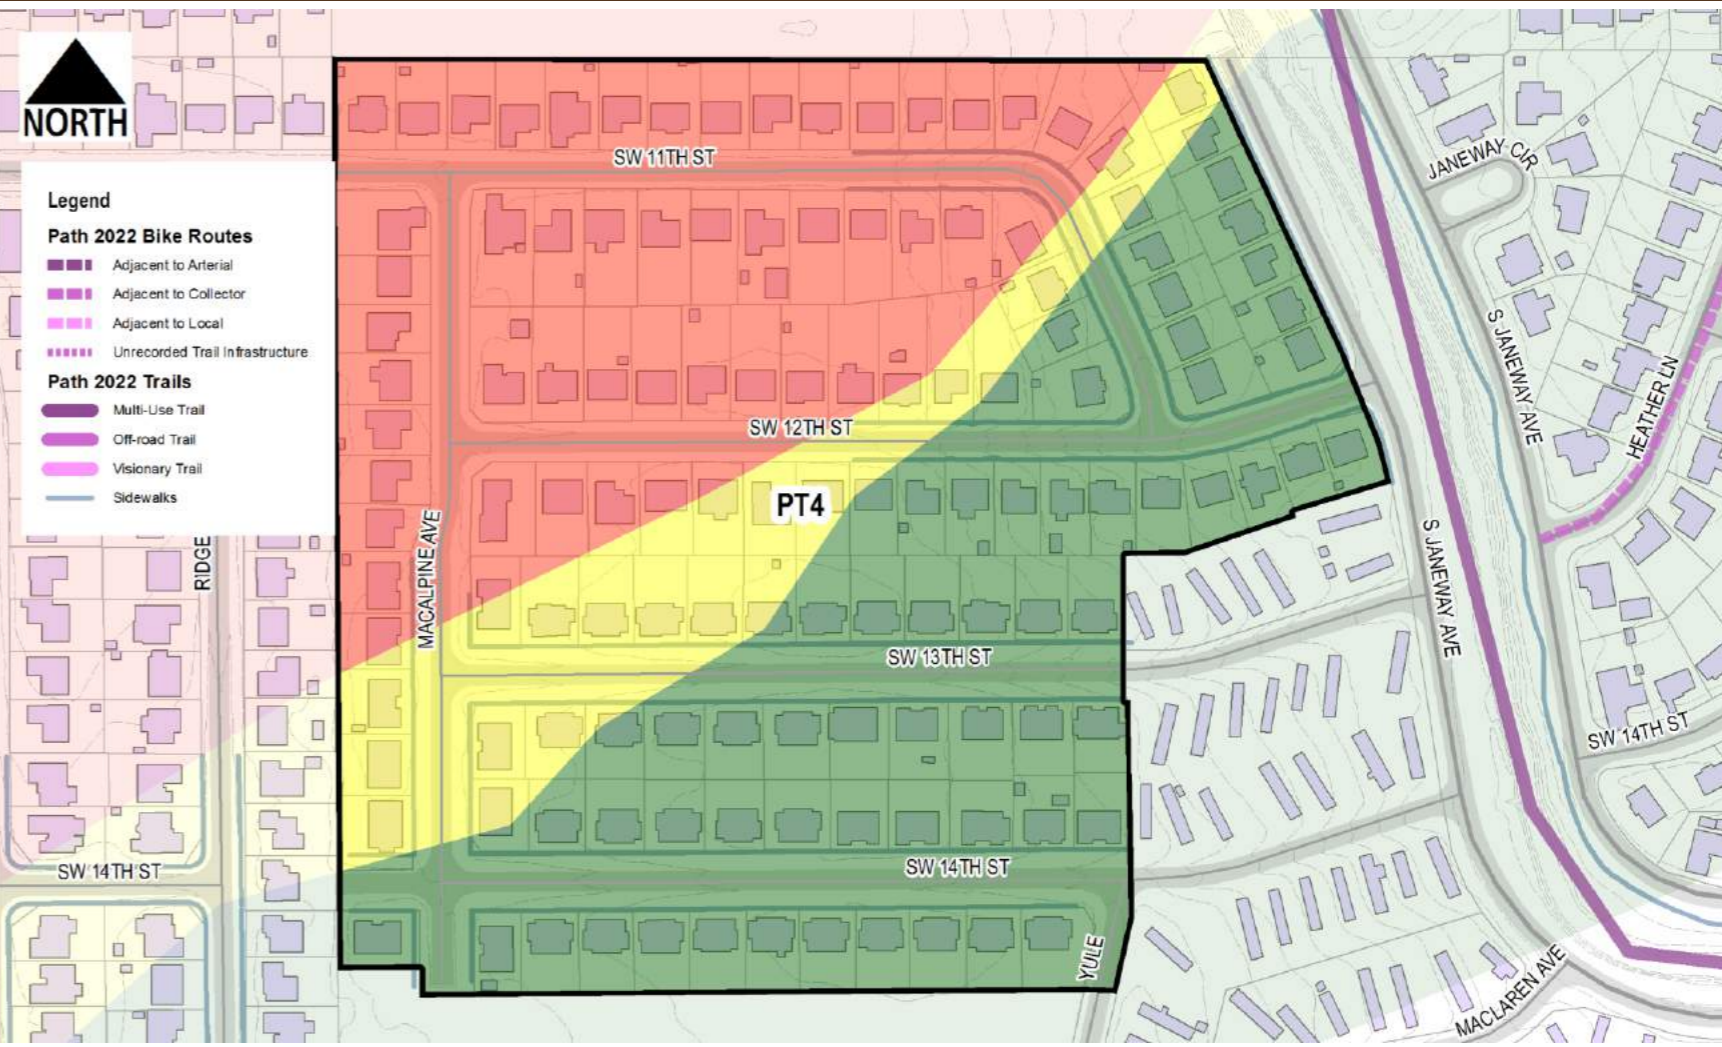 NORTH
Legend
Path 2022 Bike Routes
Adjacent to Arterial
Adjacent to Collector
Adjacent to Local
Unrecorded Trail Infrastructure
Path 2022 Trails
Multi-Use Trail
Off-road Trail
Visionary Trail
Sidewalks
SW 11TH ST
JANEWAY CIR
S JANEWAY AVE
HEATHER LN
SW 12TH ST
PT4
RIDGE
MACALPINE AVE
S JANEWAY AVE
SW 13TH ST
SW 14TH ST
SW 14TH ST
SW 14TH ST
YULE
MACLAREN AVE